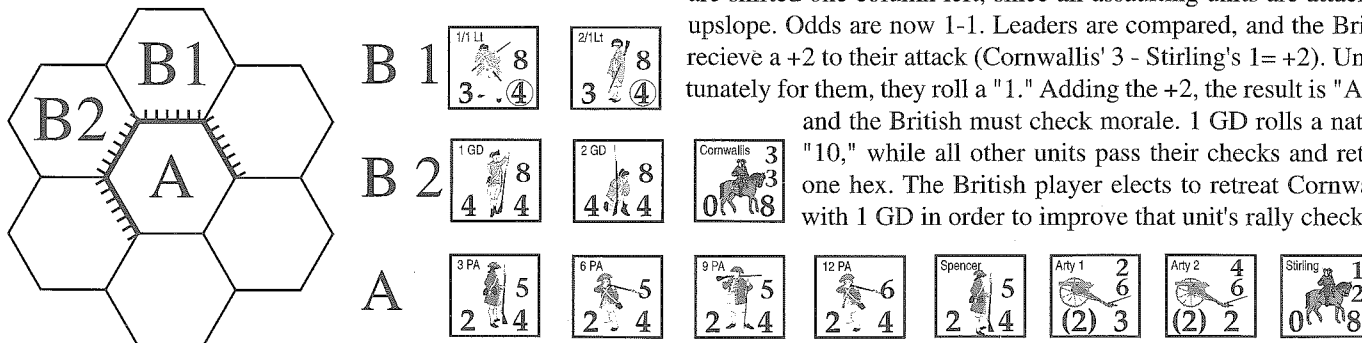 are shifted one column left, since all assaulting units are
upslope. Odds are now 1-1. Leaders are compared, and the Bri
recieve a +2 to their attack (Cornwallis' 3 - Stirling's 1= +2). Un
tunately for them, they roll a "1." Adding the +2, the result is "A
and the British must check morale. 1 GD rolls a nat
"10," while all other units pass their checks and ret
one hex. The British player elects to retreat Cornw
with 1 GD in order to improve that unit's rally check
B1
B2
A
B 1
1/1 Lt
8
3 4
2/1Lt
8
3 4
B 2
1 GD
8
4 4
2 GD
8
4 4
Cornwallis 3
3
0 8
A
3 PA
5
2 4
6 PA
5
2 4
9 PA
5
2 4
12 PA
6
2 4
Spencer
5
2 4
Arty 1 2
6
(2) 3
Arty 2 4
6
(2) 2
Stirling 1
2
0 8